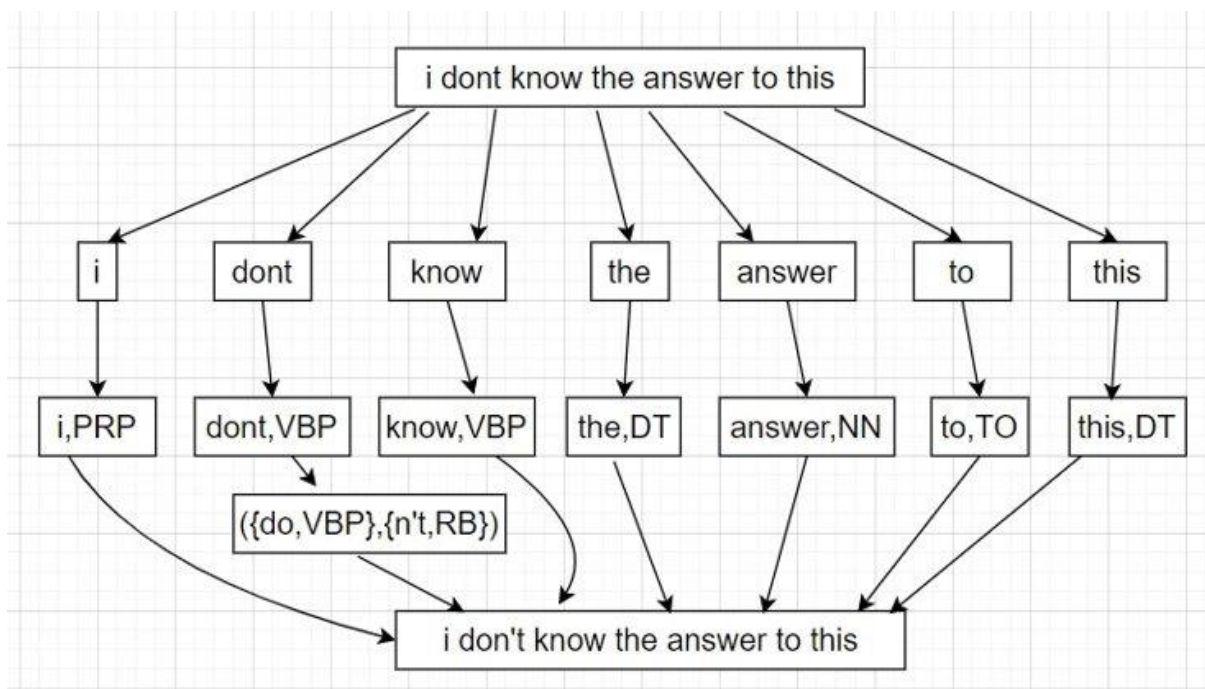 i dont know the answer to this
i
dont
know
the
answer
to
this
i,PRP
dont,VBP
know,VBP
the,DT
answer,NN
to,TO
this,DT
({do,VBP},{n't,RB})
i don't know the answer to this